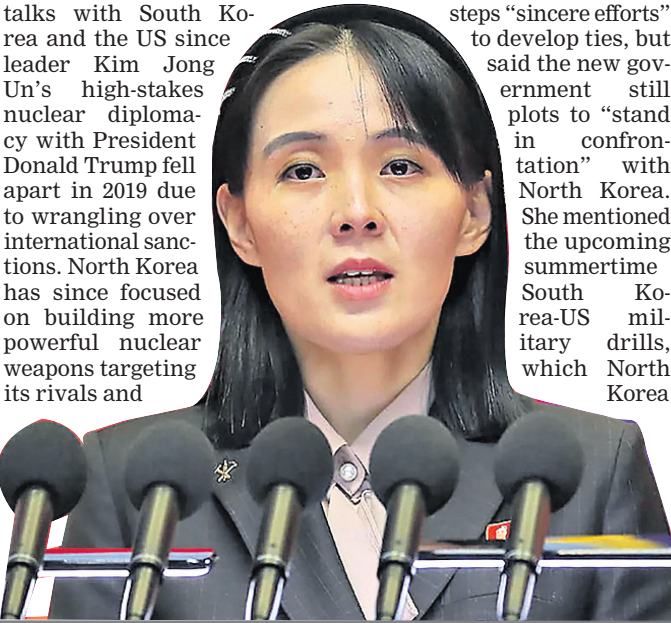 talks with South Ko-
rea and the US since
leader Kim Jong
Un’s high-stakes
nuclear diploma-
cy with President
Donald Trump fell
apart in 2019 due
to wrangling over
international sanc-
tions. North Korea
has since focused
on building more
powerful nuclear
weapons targeting
its rivals and
steps “sincere efforts”
to develop ties, but
said the new gov-
ernment still
plots to “stand
in confron-
tation” with
North Korea.
She mentioned
the upcoming
summertime
South Ko-
rea-US mil-
itary drills,
which North
Korea